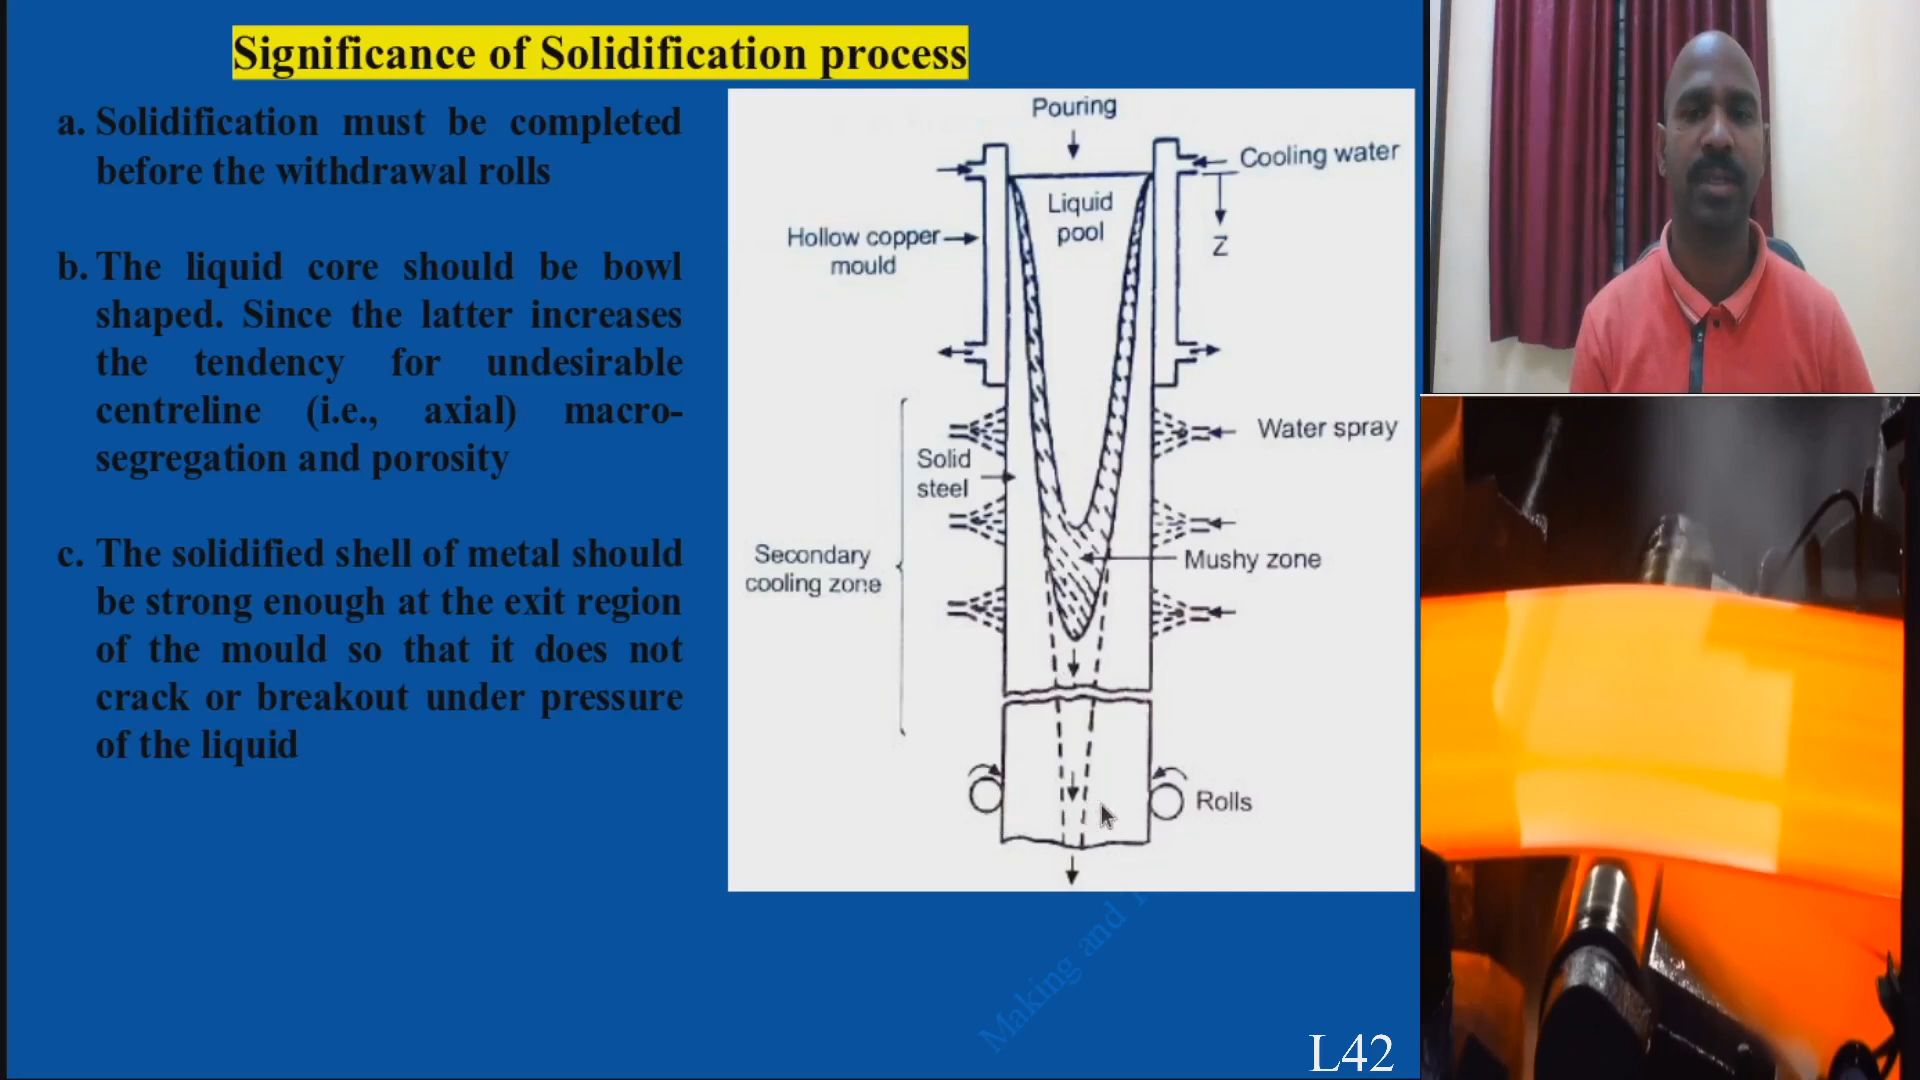 Significance of Solidification process
a. Solidification must be completed
before the withdrawal rolls
b. The liquid core should be bowl
shaped. Since the latter increases
the tendency for undesirable
centreline (i.e., axial) macro-
segregation and porosity
c. The solidified shell of metal should
be strong enough at the exit region
of the mould so that it does not
crack or breakout under pressure
of the liquid
Pouring
Cooling water
Liquid
pool
Z
Hollow copper
mould
Water spray
Solid
steel
Secondary
cooling zone
Mushy zone
Rolls
Making and
L42